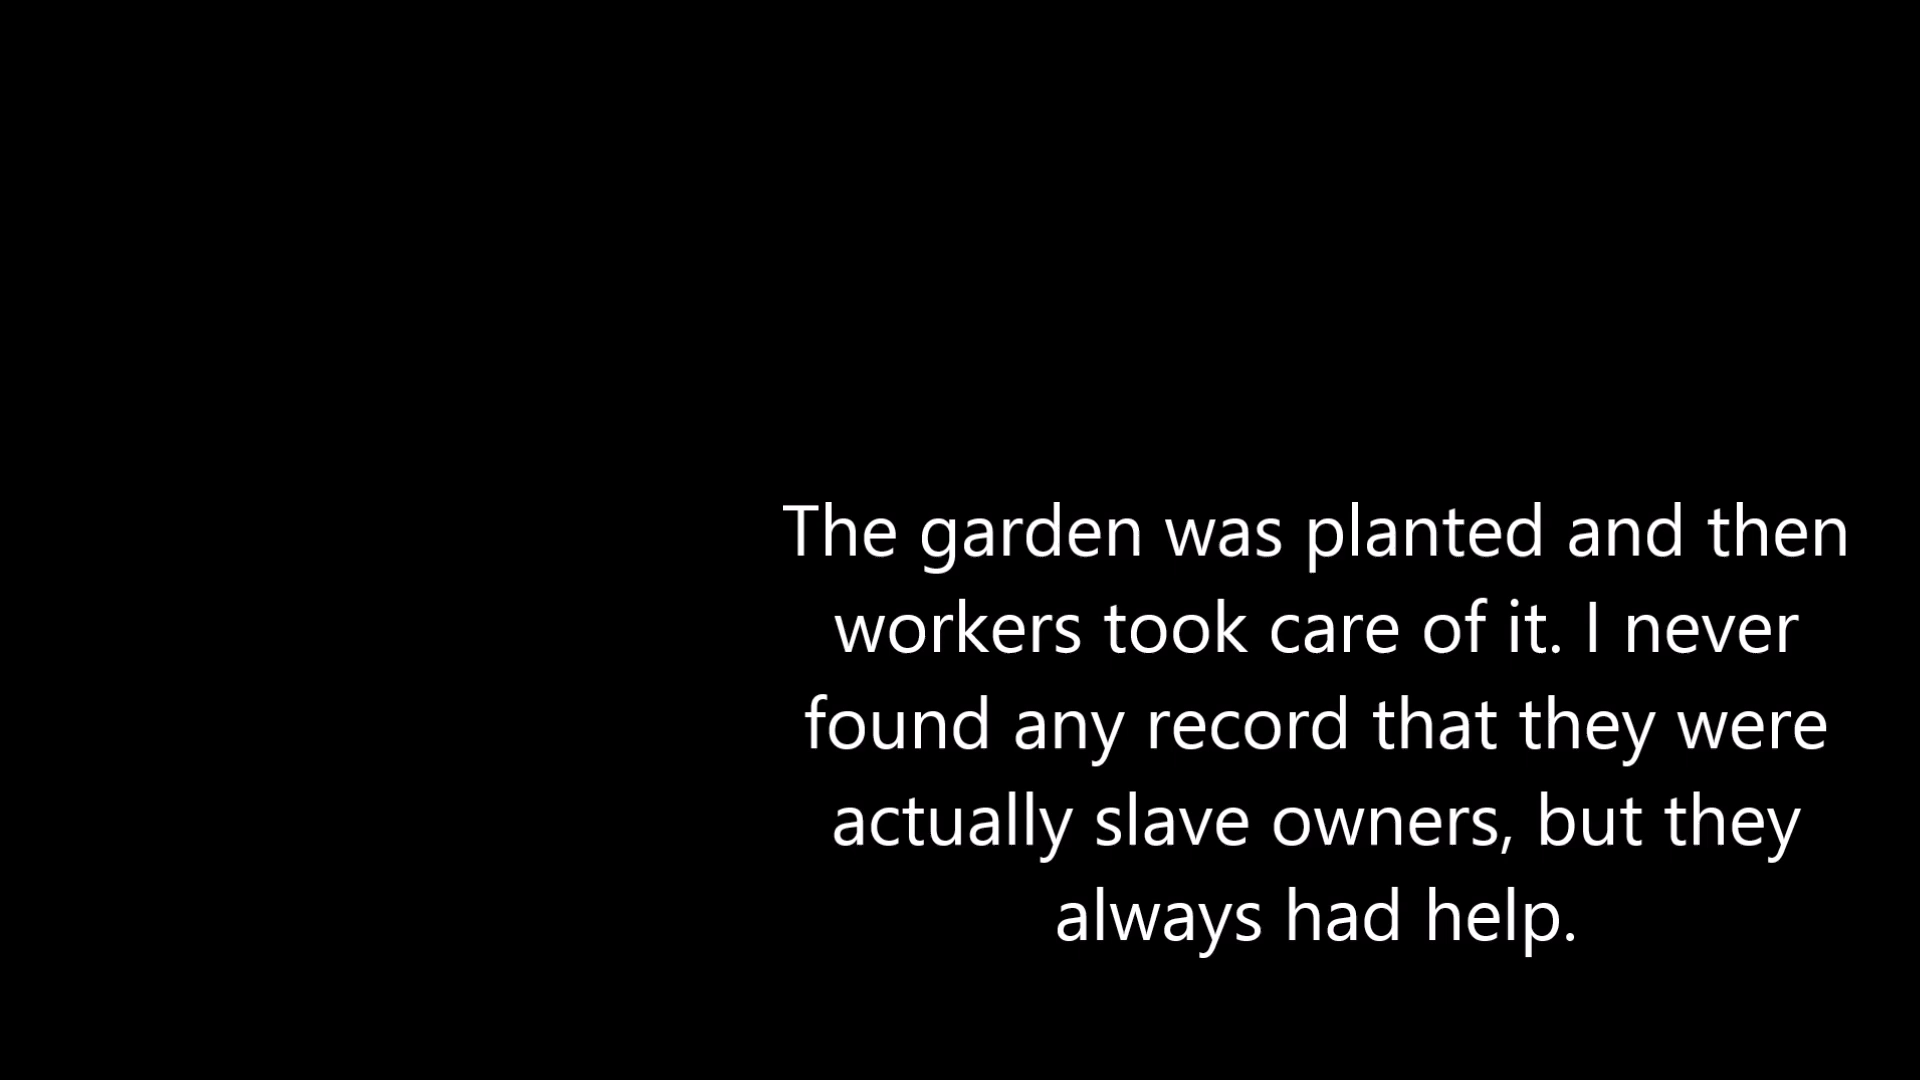 The garden was planted and then
workers took care of it. I never
found any record that they were
actually slave owners, but they
always had help.